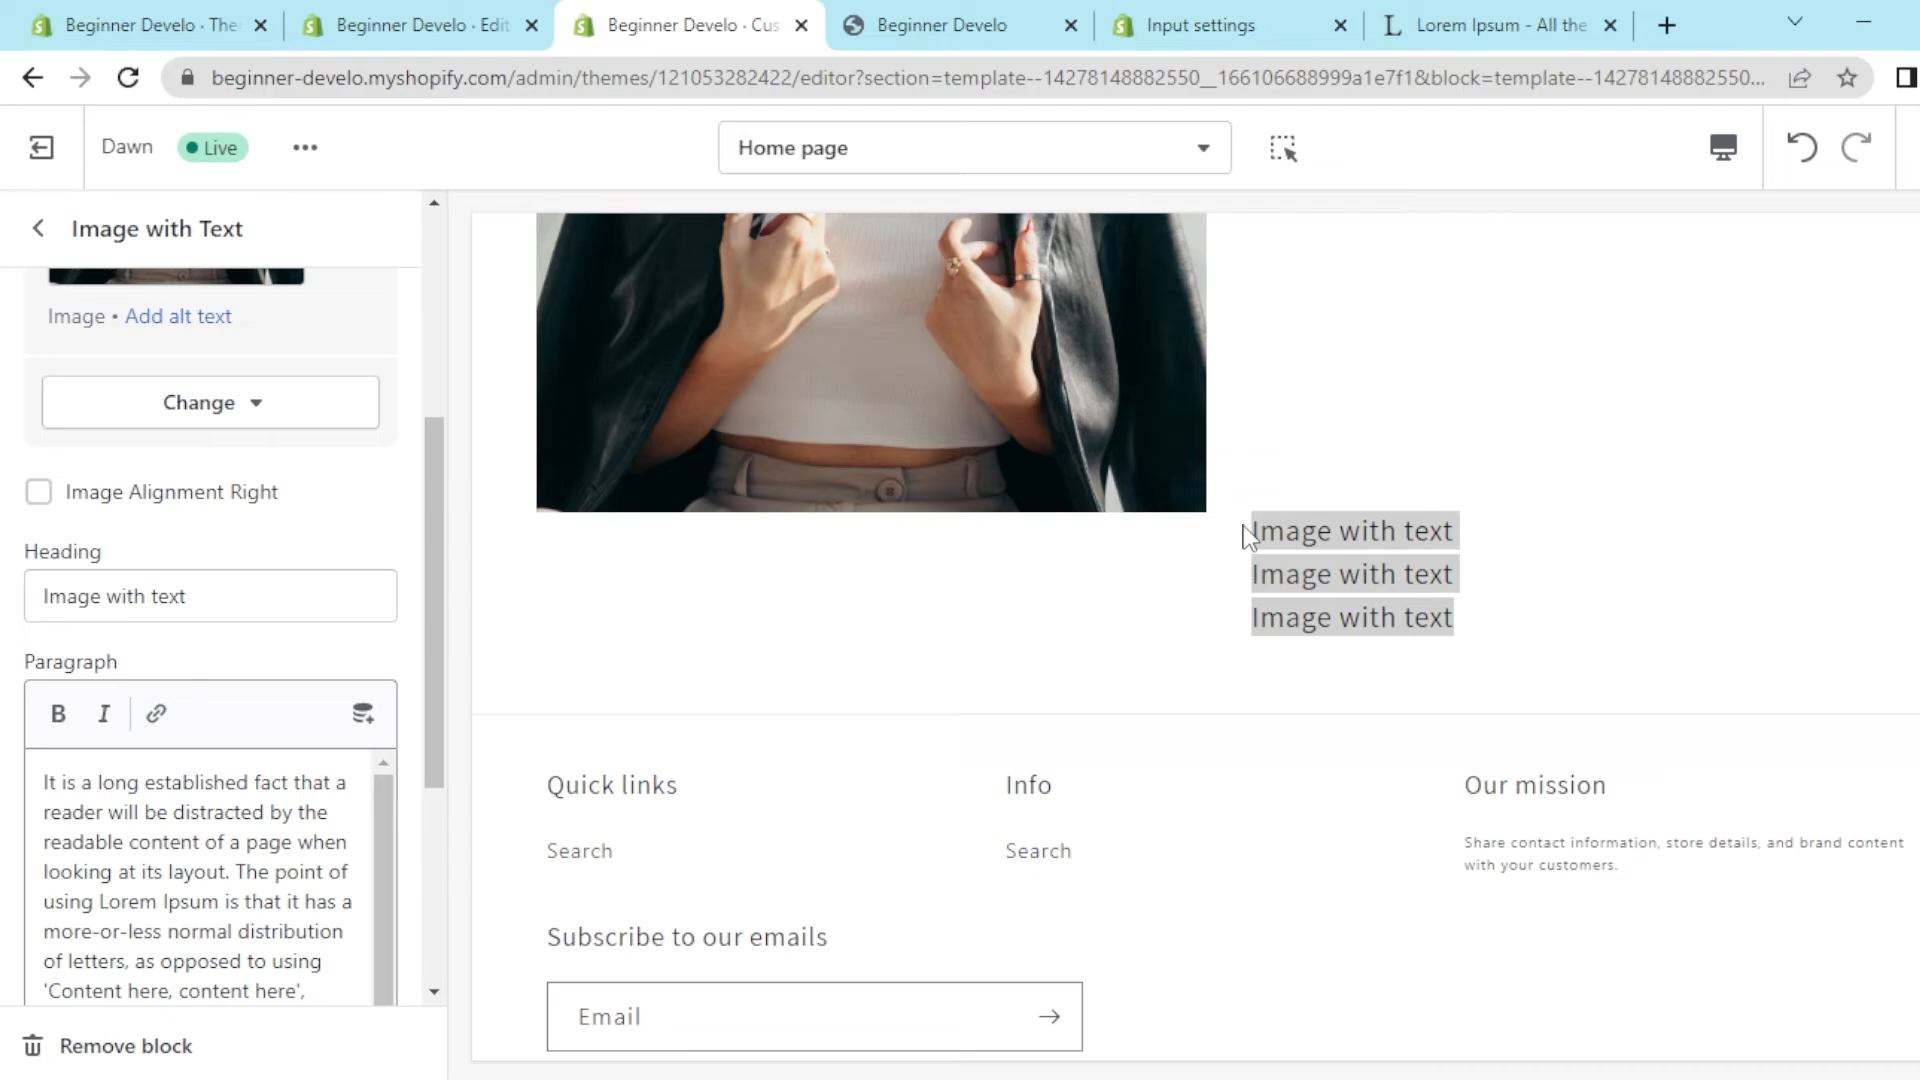 Beginner Develo · The
Beginner Develo · Edit
Beginner Develo · Cus
Beginner Develo
Input settings
Lorem Ipsum - All the
beginner-develo.myshopify.com/admin/themes/121053282422/editor?section=template--14278148882550__166106688999a1e7f1&block=template--14278148882550...
Dawn
Live
Home page
Image with Text
Image • Add alt text
Change
Image Alignment Right
Heading
Image with text
Paragraph
B I
It is a long established fact that a
reader will be distracted by the
readable content of a page when
looking at its layout. The point of
using Lorem Ipsum is that it has a
more-or-less normal distribution
of letters, as opposed to using
'Content here, content here',
Remove block
Image with text
Image with text
Image with text
Quick links
Search
Info
Search
Our mission
Share contact information, store details, and brand content
with your customers.
Subscribe to our emails
Email